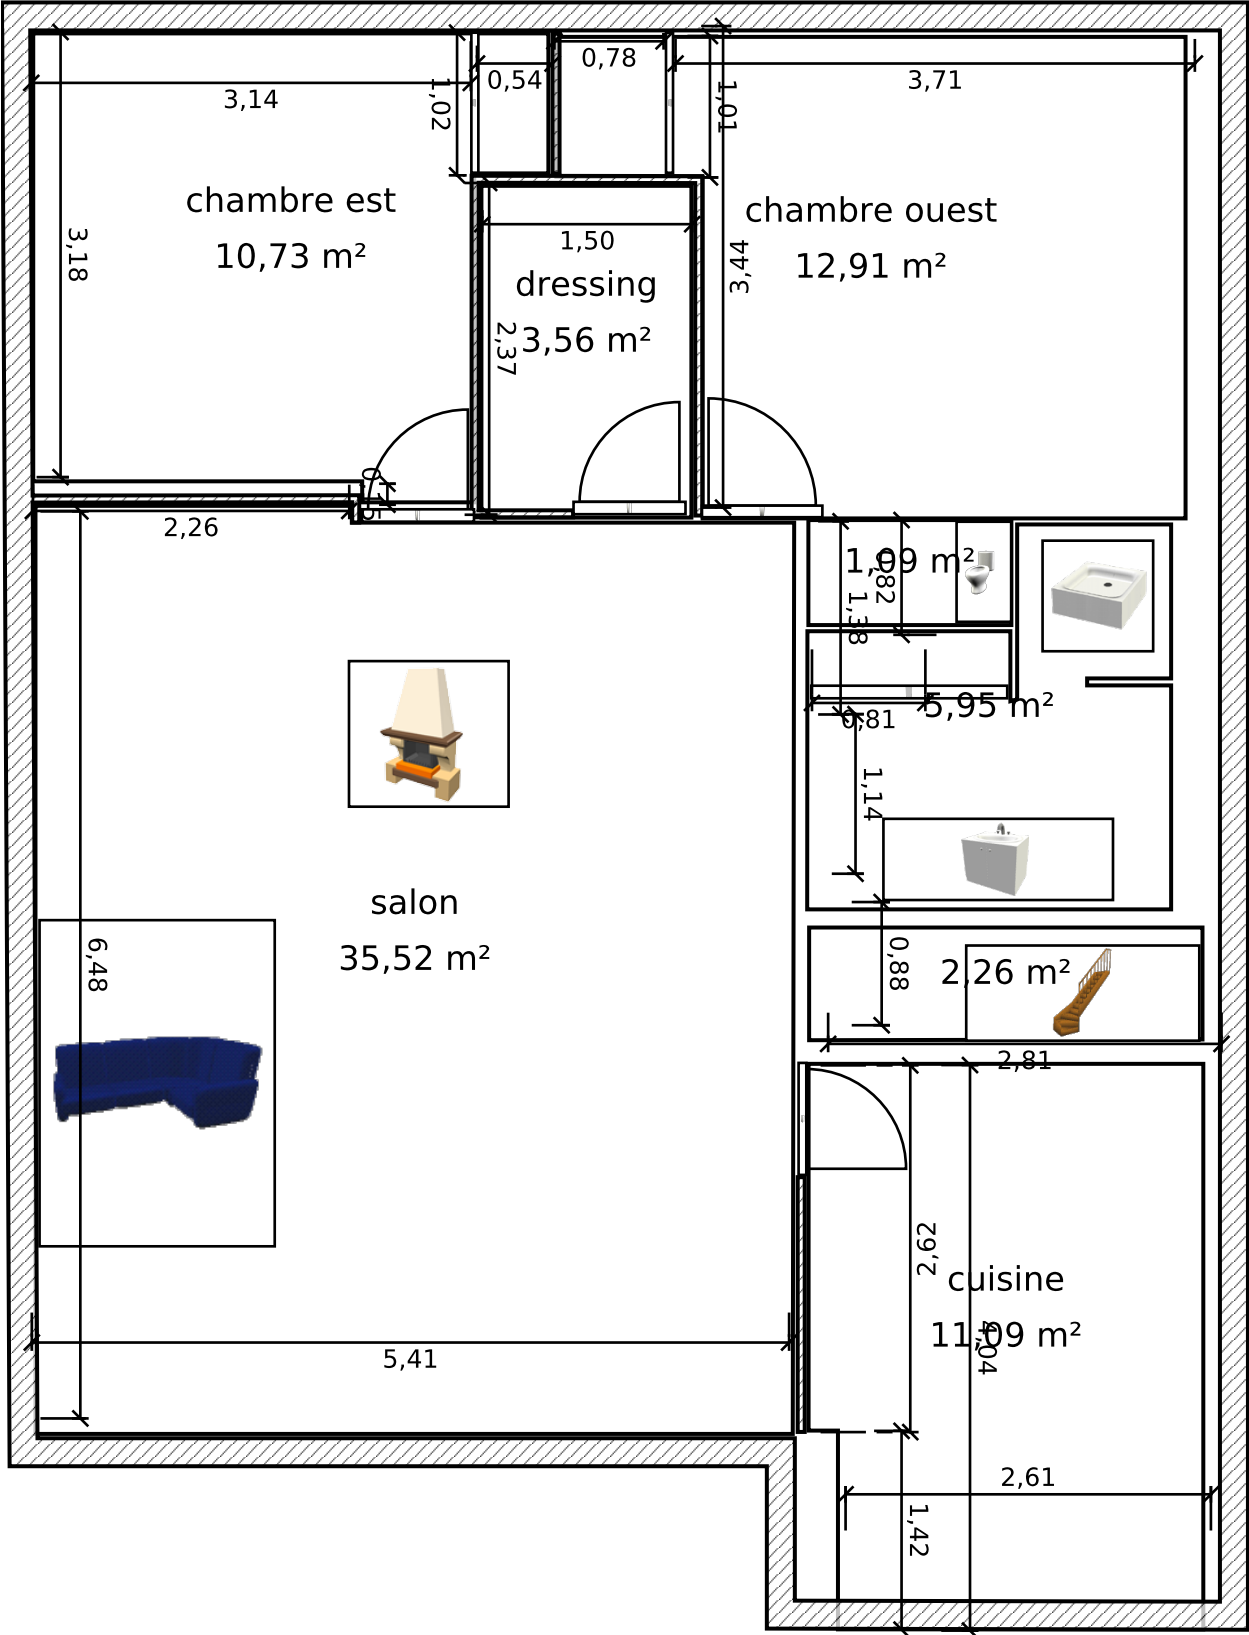 0,78
0,54
3,71
3,14
1,02
1,01
chambre est
10,73 m²
chambre ouest
12,91 m²
3,18
1,50
3,44
dressing
3,56 m²
2,37
2,26
1,09 m²
0,82
1,38
5,95 m²
0,81
1,14
salon
35,52 m²
6,48
0,88
2,26 m²
2,81
2,62
cuisine
11,09 m²
4,04
5,41
2,61
1,42